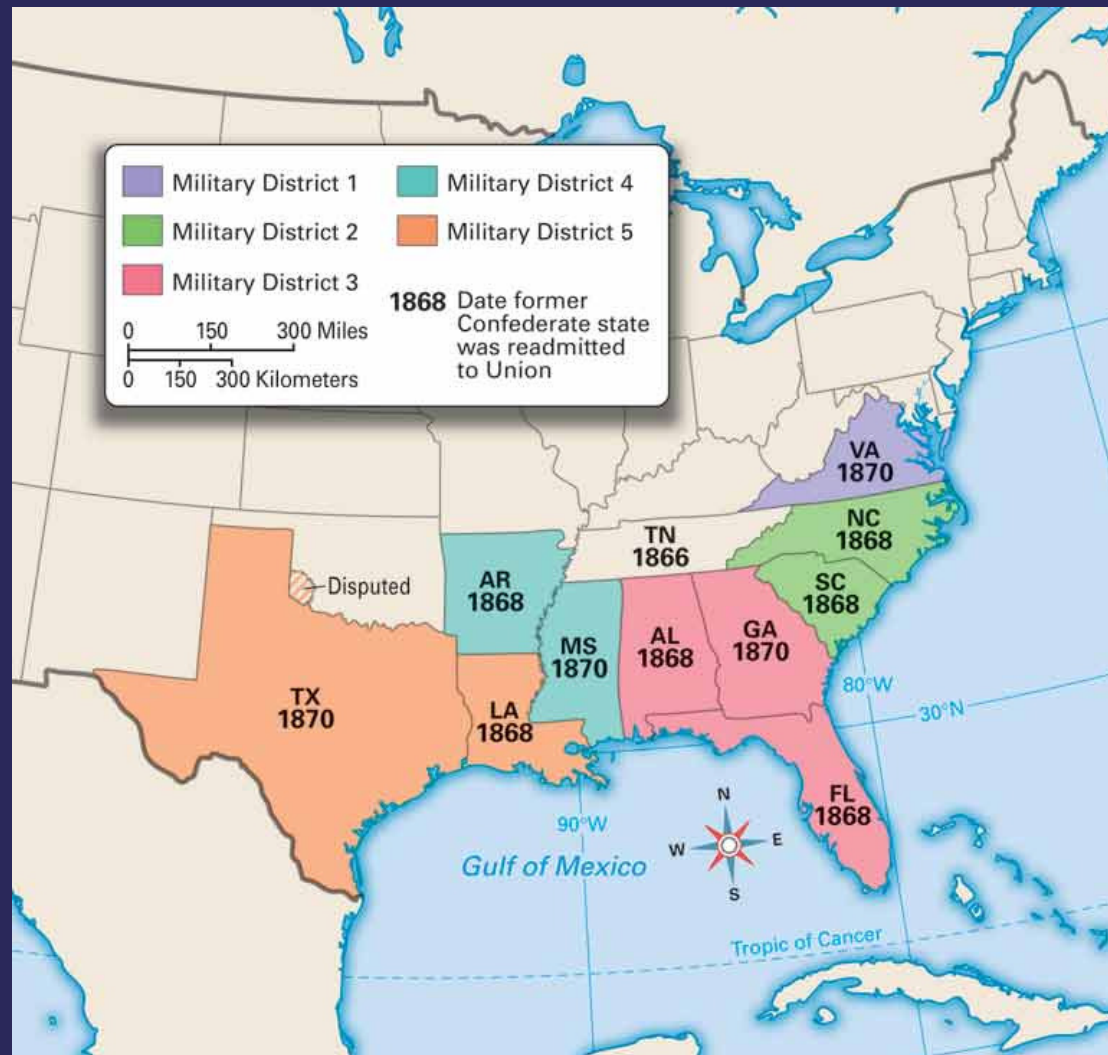 Military District 1
Military District 2
Military District 3
Military District 4
Military District 5
0 150 300 Miles
0 150 300 Kilometers
1868 Date former
Confederate state
was readmitted
to Union
VA
1870
NC
1868
TN
1866
SC
1868
Disputed
AR
1868
MS
1870
AL
1868
GA
1870
TX
1870
LA
1868
80°W
30°N
FL
1868
90°W
N
W
E
S
Gulf of Mexico
Tropic of Cancer